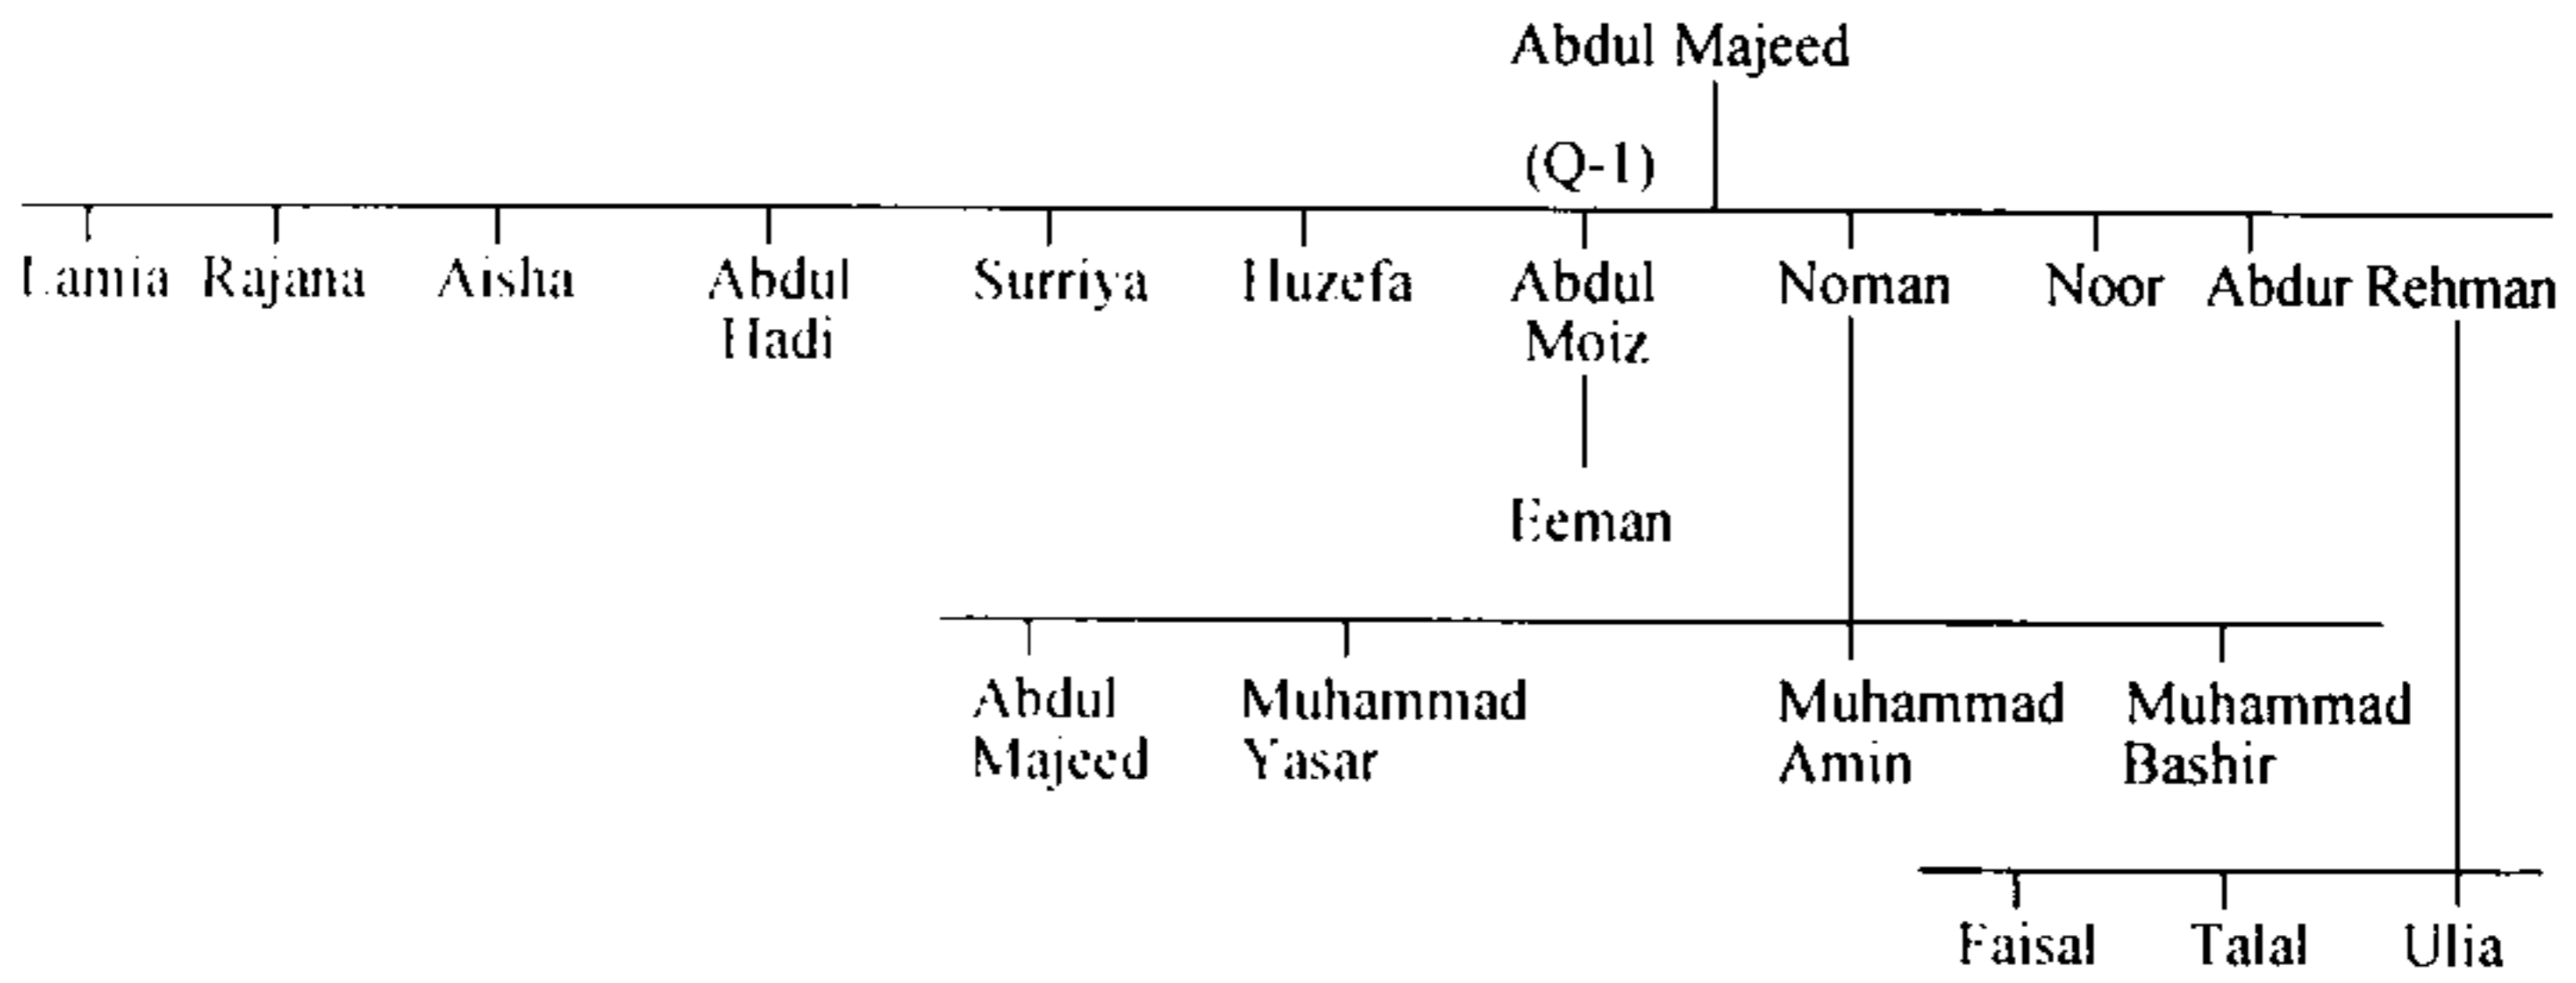 Abdul Majeed
(Q-1)
Lamia Rajana Aisha Abdul Surriya Huzefa Abdul Noman Noor Abdur Rehman
Hadi Moiz
Eeman
Abdul Muhammad Muhammad Muhammad
Majeed Yasar Amin Bashir
Faisal Talal Ulia